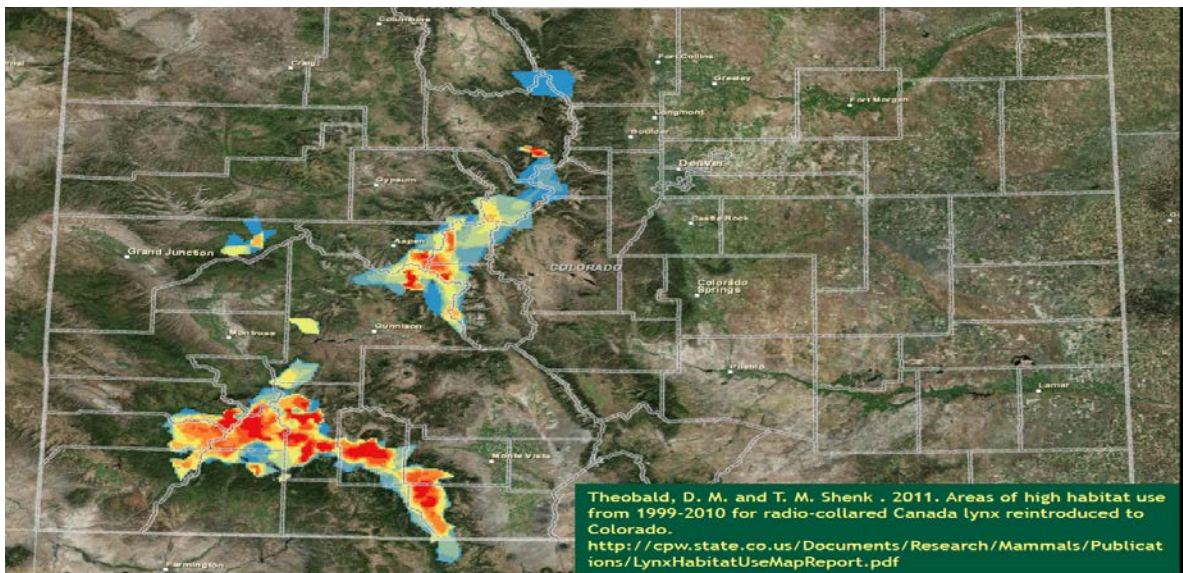 Craig
Fort Collins
Greeley
Fort Morgan
Longmont
Boulder
Denver
Gypsum
Castle Rock
Aspen
Grand Junction
COLORADO
Colorado
Springs
Montrose
Gunnison
Pueblo
Lamar
Monte Vista
Farmington
Theobald, D. M. and T. M. Shenk . 2011. Areas of high habitat use
from 1999-2010 for radio-collared Canada lynx reintroduced to
Colorado.
http://cpw.state.co.us/Documents/Research/Mammals/Publicat
ions/LynxHabitatUseMapReport.pdf